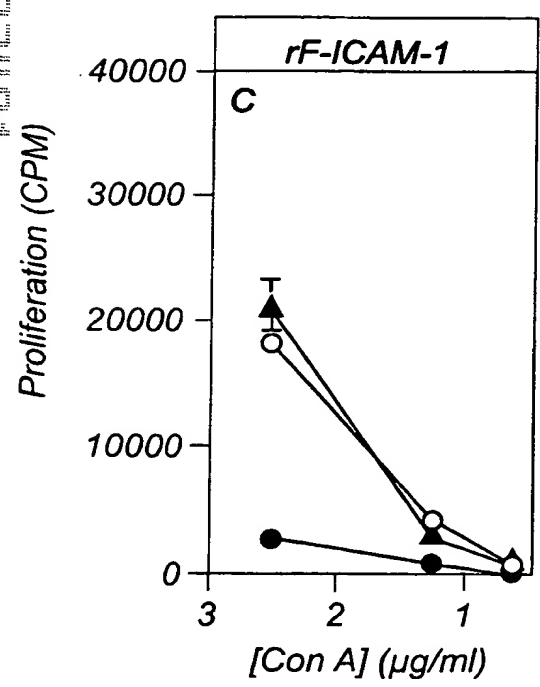 rF-ICAM-1
40000
C
30000
20000
10000
0
3
2
1
Proliferation (CPM)
[Con A] (µg/ml)